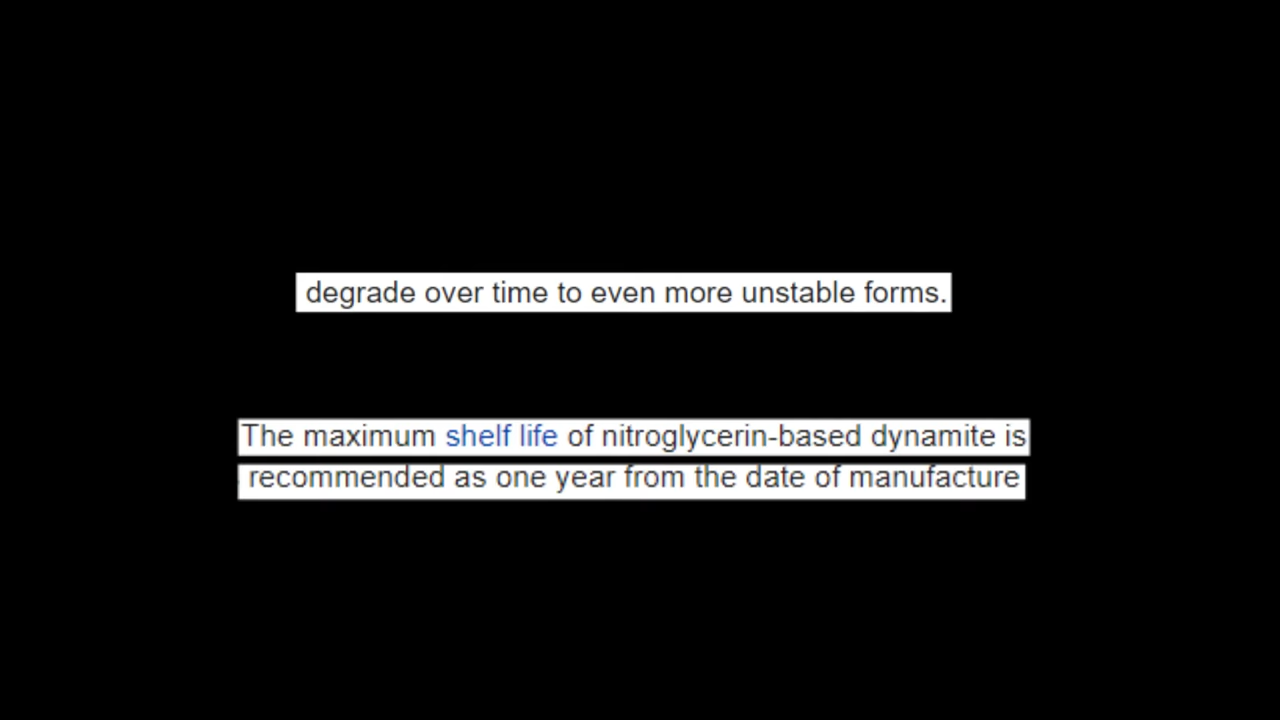 degrade over time to even more unstable forms.
The maximum shelf life of nitroglycerin-based dynamite is
recommended as one year from the date of manufacture